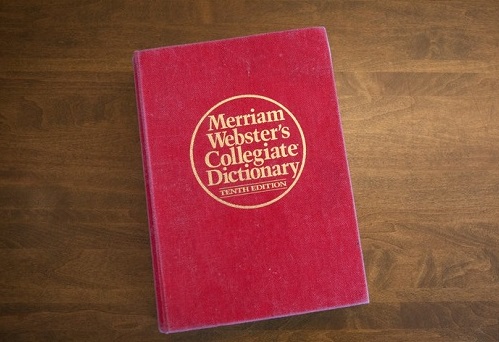 Merriam
Webster's
Collegiate
Dictionary
TENTH EDITION